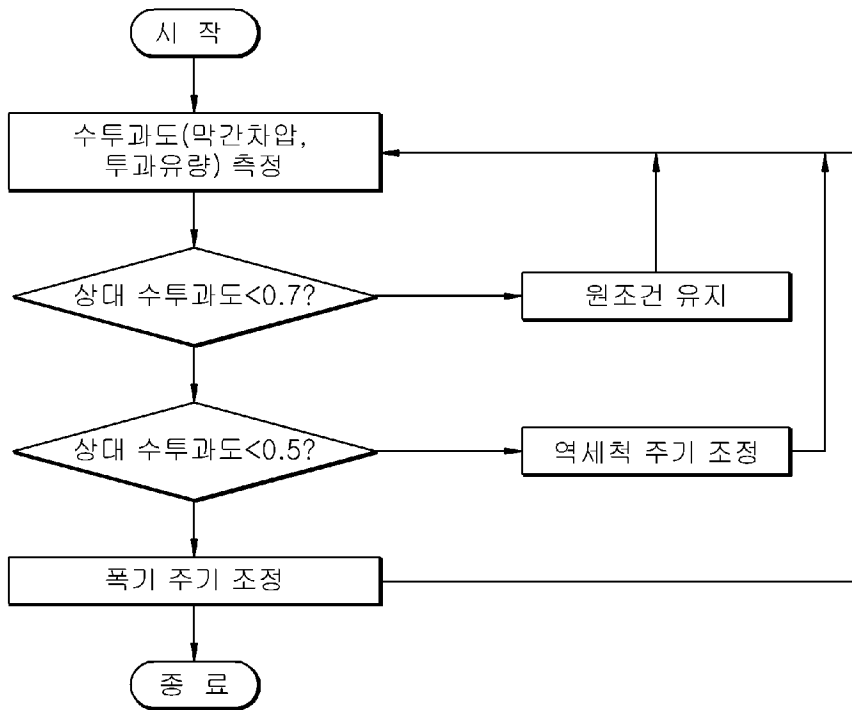 시 작
수투과도(막간차압,
투과유량) 측정
상대 수투과도<0.7?
원조건 유지
상대 수투과도<0.5?
역세척 주기 조정
폭기 주기 조정
종 료